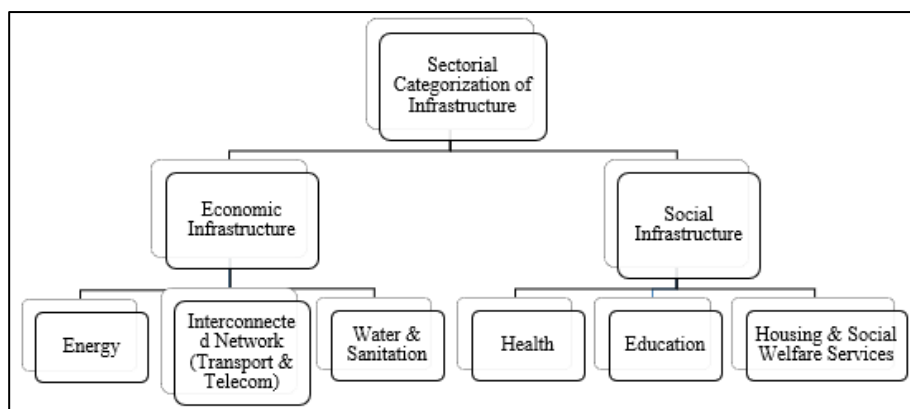 Sectorial
Categorization of
Infrastructure
Economic
Infrastructure
Social
Infrastructure
Energy
Interconnecte
d Network
(Transport &
Telecom)
Water &
Sanitation
Health
Education
Housing & Social
Welfare Services